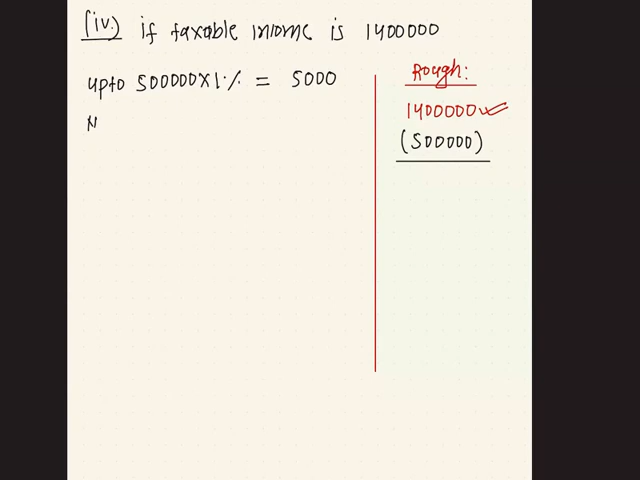 (iv.) if taxable income is 1400000
upto 500000×1% = 5000
N
Rough:
1400000
(500000)